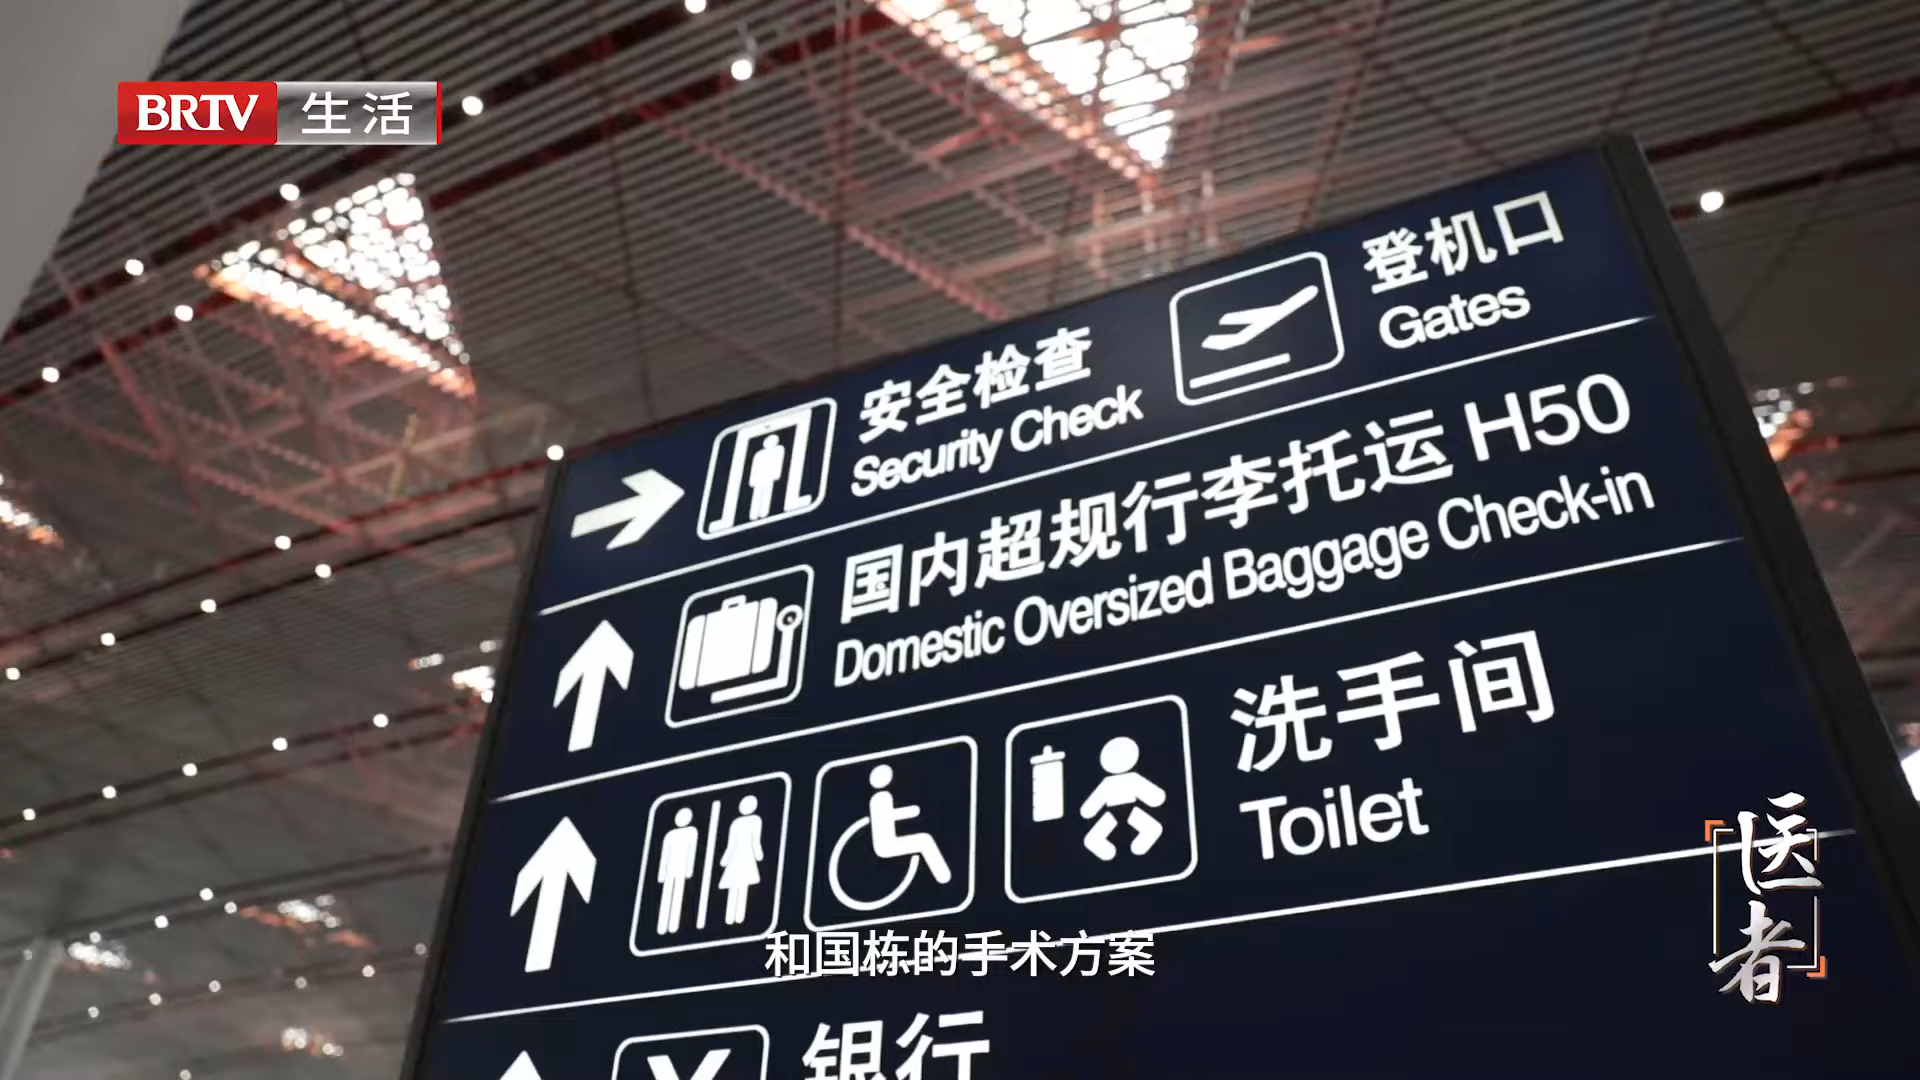 BRTV 生活
登机口
Gates
安全检查
Security Check
国内超规行李托运 H50
Domestic Oversized Baggage Check-in
洗手间
Toilet
医者
和国栋的手术方案
银行